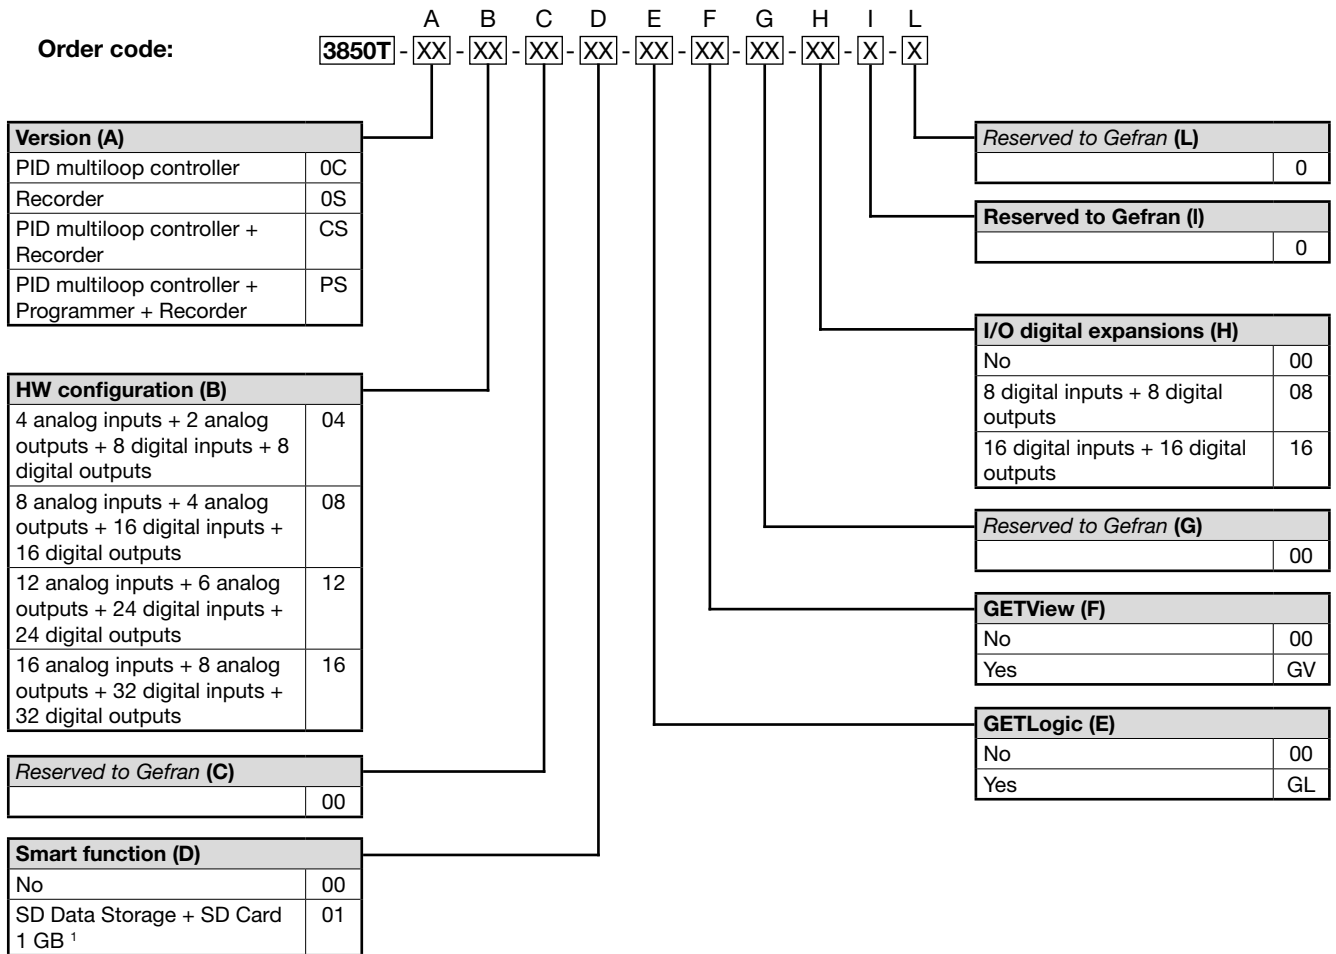 A B C D E F G H I L
Order code: 3850T - XX - XX - XX - XX - XX - XX - XX - XX - X - X
Version (A)
PID multiloop controller 0C
Recorder 0S
PID multiloop controller + CS
Recorder
PID multiloop controller + PS
Programmer + Recorder
HW configuration (B)
4 analog inputs + 2 analog 04
outputs + 8 digital inputs + 8
digital outputs
8 analog inputs + 4 analog 08
outputs + 16 digital inputs +
16 digital outputs
12 analog inputs + 6 analog 12
outputs + 24 digital inputs +
24 digital outputs
16 analog inputs + 8 analog 16
outputs + 32 digital inputs +
32 digital outputs
Reserved to Gefran (C)
00
Smart function (D)
No 00
SD Data Storage + SD Card 01
1 GB ¹
Reserved to Gefran (L)
0
Reserved to Gefran (I)
0
I/O digital expansions (H)
No 00
8 digital inputs + 8 digital 08
outputs
16 digital inputs + 16 digital 16
outputs
Reserved to Gefran (G)
00
GETView (F)
No 00
Yes GV
GETLogic (E)
No 00
Yes GL